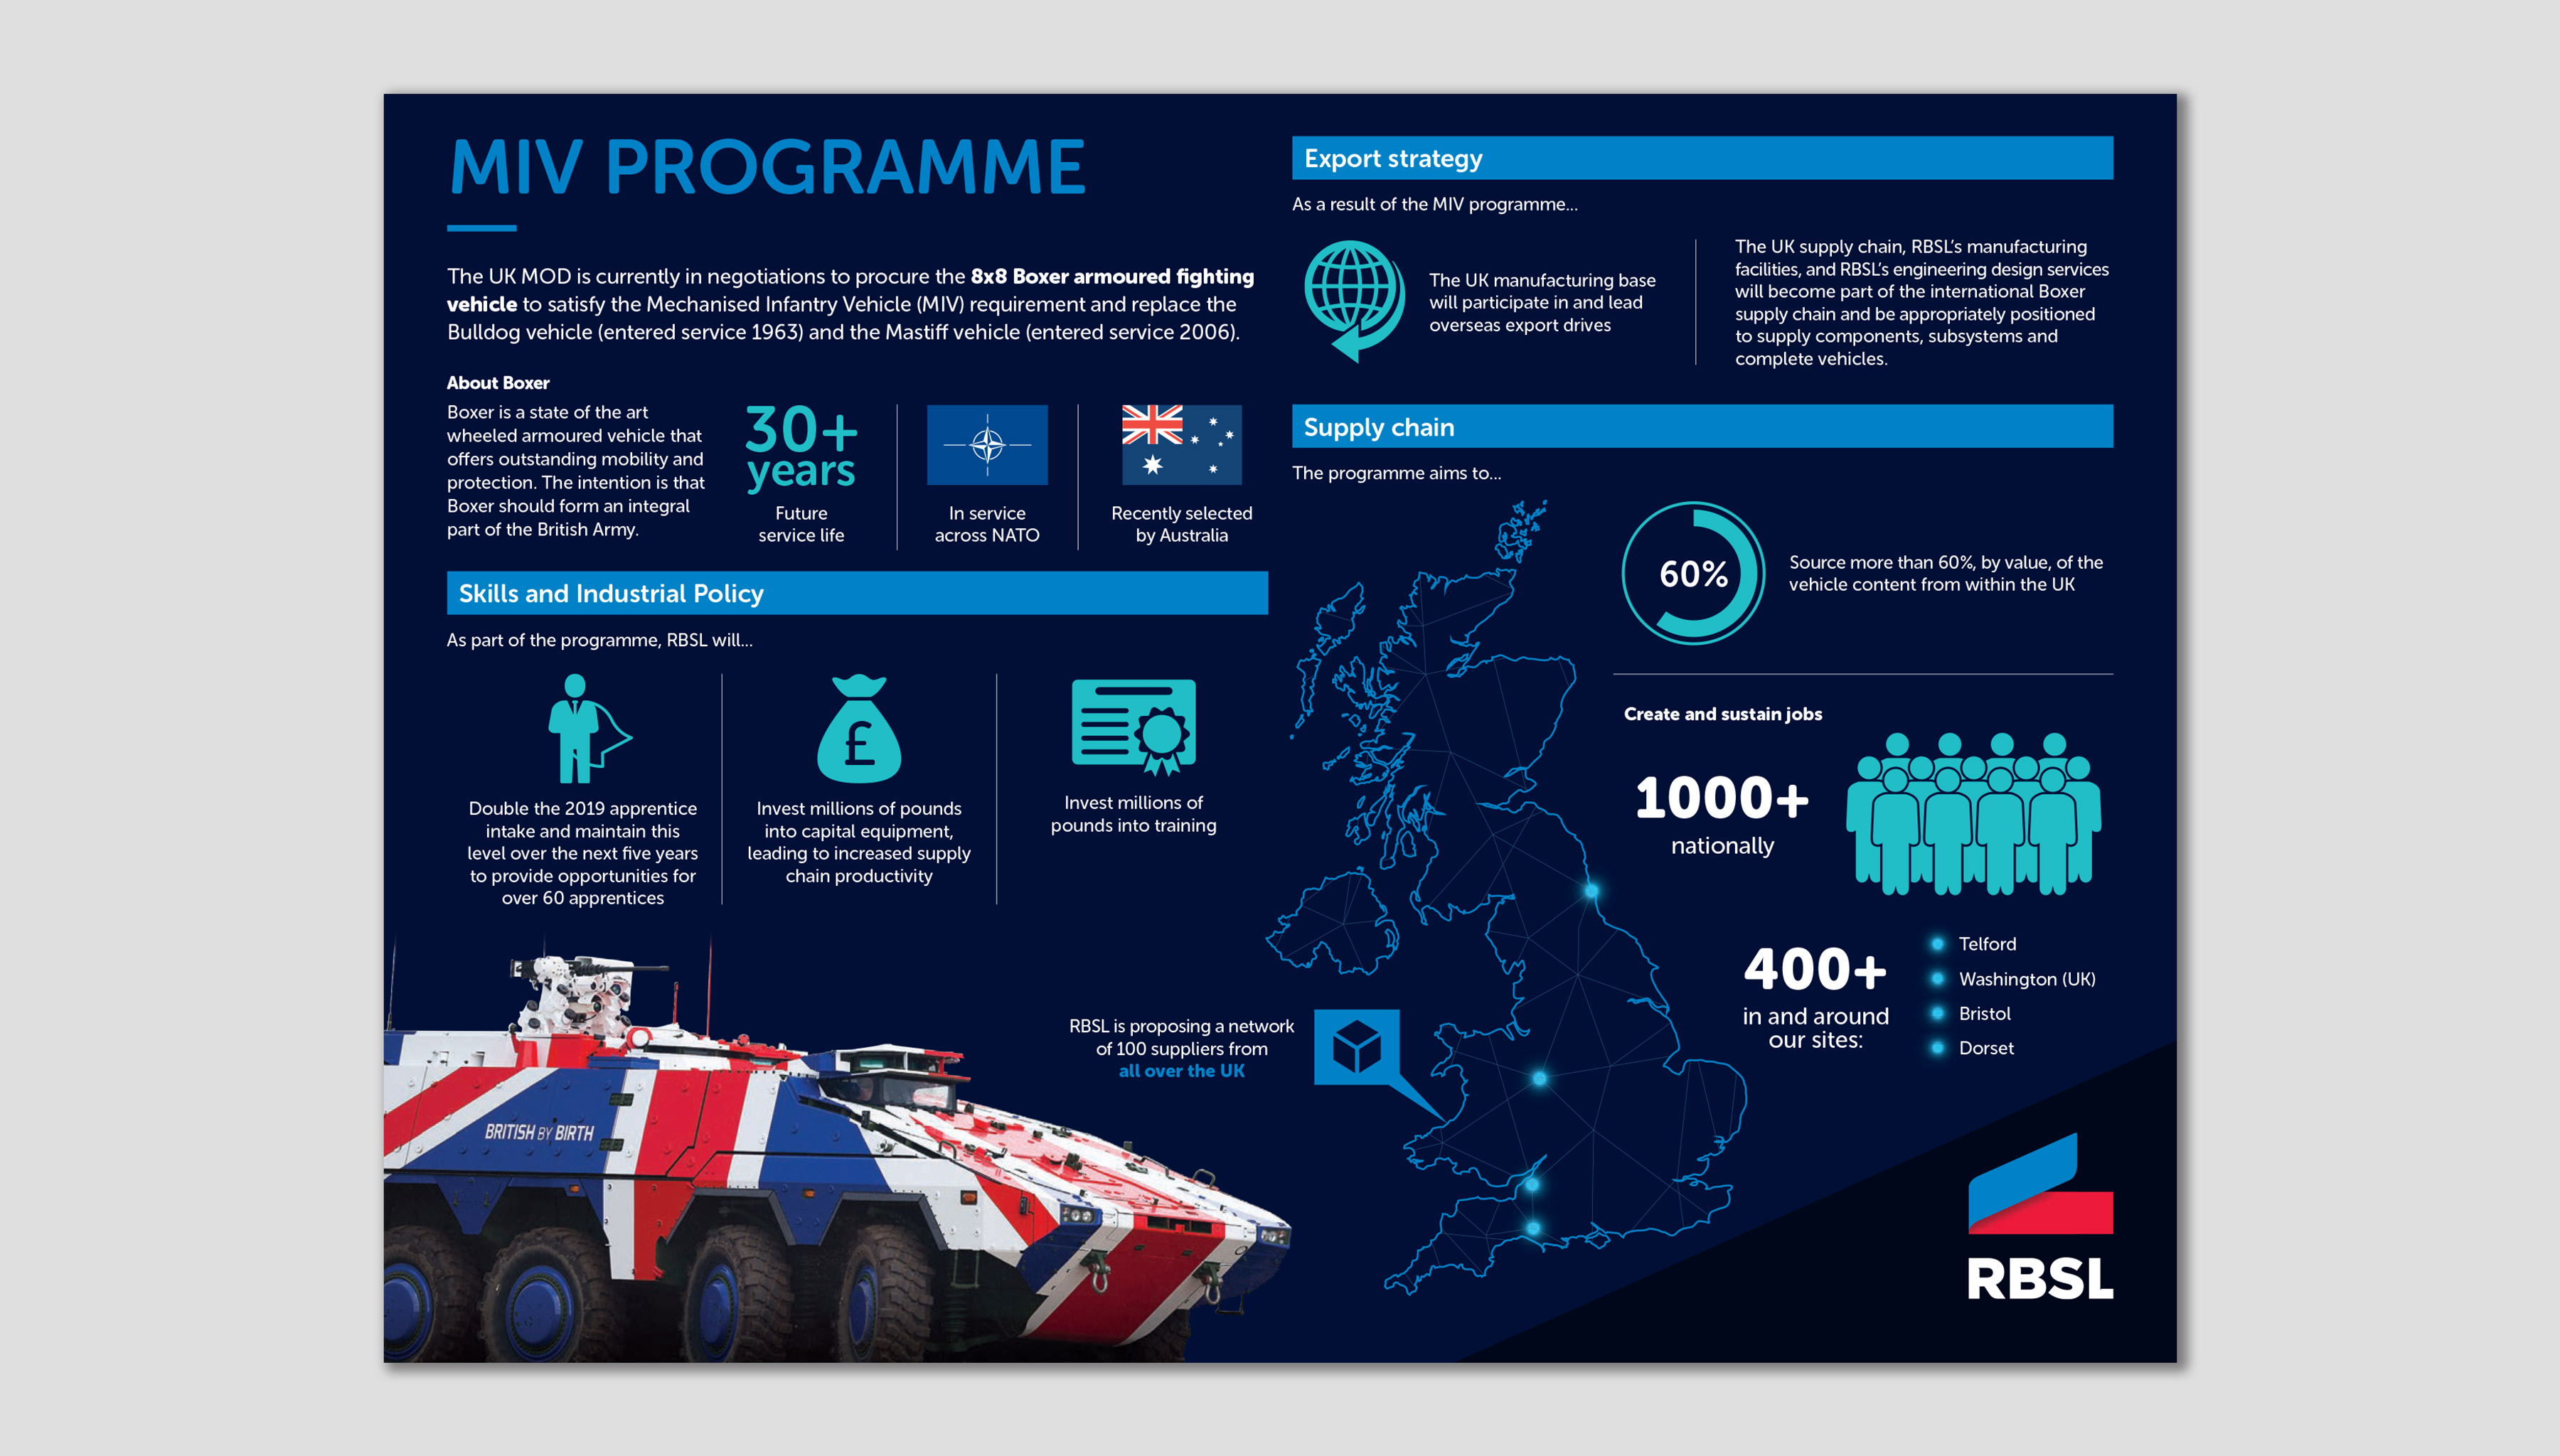 MIV PROGRAMME
The UK MOD is currently in negotiations to procure the 8x8 Boxer armoured fighting
vehicle to satisfy the Mechanised Infantry Vehicle (MIV) requirement and replace the
Bulldog vehicle (entered service 1963) and the Mastiff vehicle (entered service 2006).
About Boxer
Boxer is a state of the art
wheeled armoured vehicle that
offers outstanding mobility and
protection. The intention is that
Boxer should form an integral
part of the British Army.
30+
years
Future
service life
In service
across NATO
Recently selected
by Australia
Skills and Industrial Policy
As part of the programme, RBSL will...
Double the 2019 apprentice
intake and maintain this
level over the next five years
to provide opportunities for
over 60 apprentices
£
Invest millions of pounds
into capital equipment,
leading to increased supply
chain productivity
Invest millions of
pounds into training
BRITISH BY BIRTH
Export strategy
As a result of the MIV programme...
The UK manufacturing base
will participate in and lead
overseas export drives
The UK supply chain, RBSL's manufacturing
facilities, and RBSL's engineering design services
will become part of the international Boxer
supply chain and be appropriately positioned
to supply components, subsystems and
complete vehicles.
Supply chain
The programme aims to...
60%
Source more than 60%, by value, of the
vehicle content from within the UK
Create and sustain jobs
1000+
nationally
400+
in and around
our sites:
Telford
Washington (UK)
Bristol
Dorset
RBSL is proposing a network
of 100 suppliers from
all over the UK
RBSL